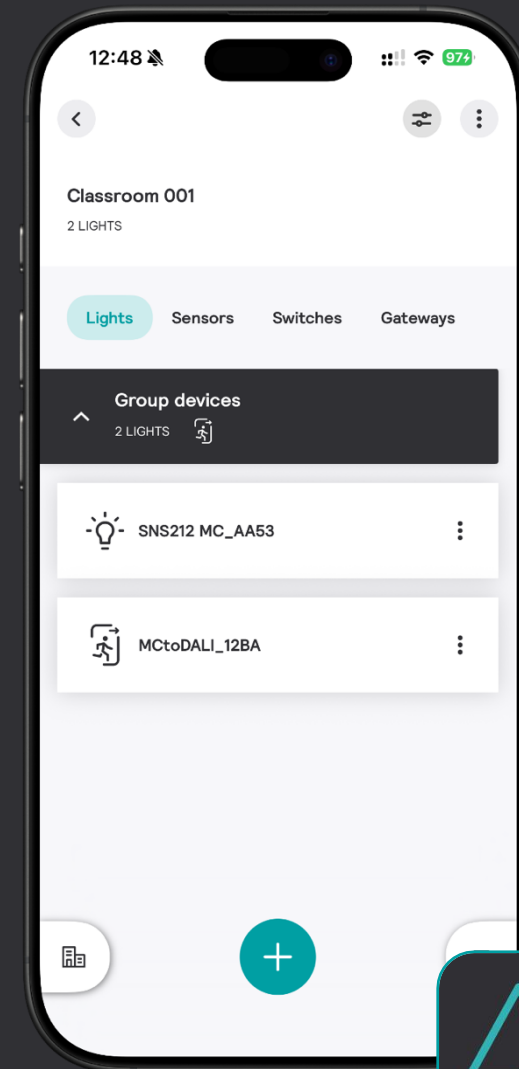 12:48
97
Classroom 001
2 LIGHTS
Lights Sensors Switches Gateways
Group devices
2 LIGHTS
SNS212 MC_AA53
MCtoDALI_12BA